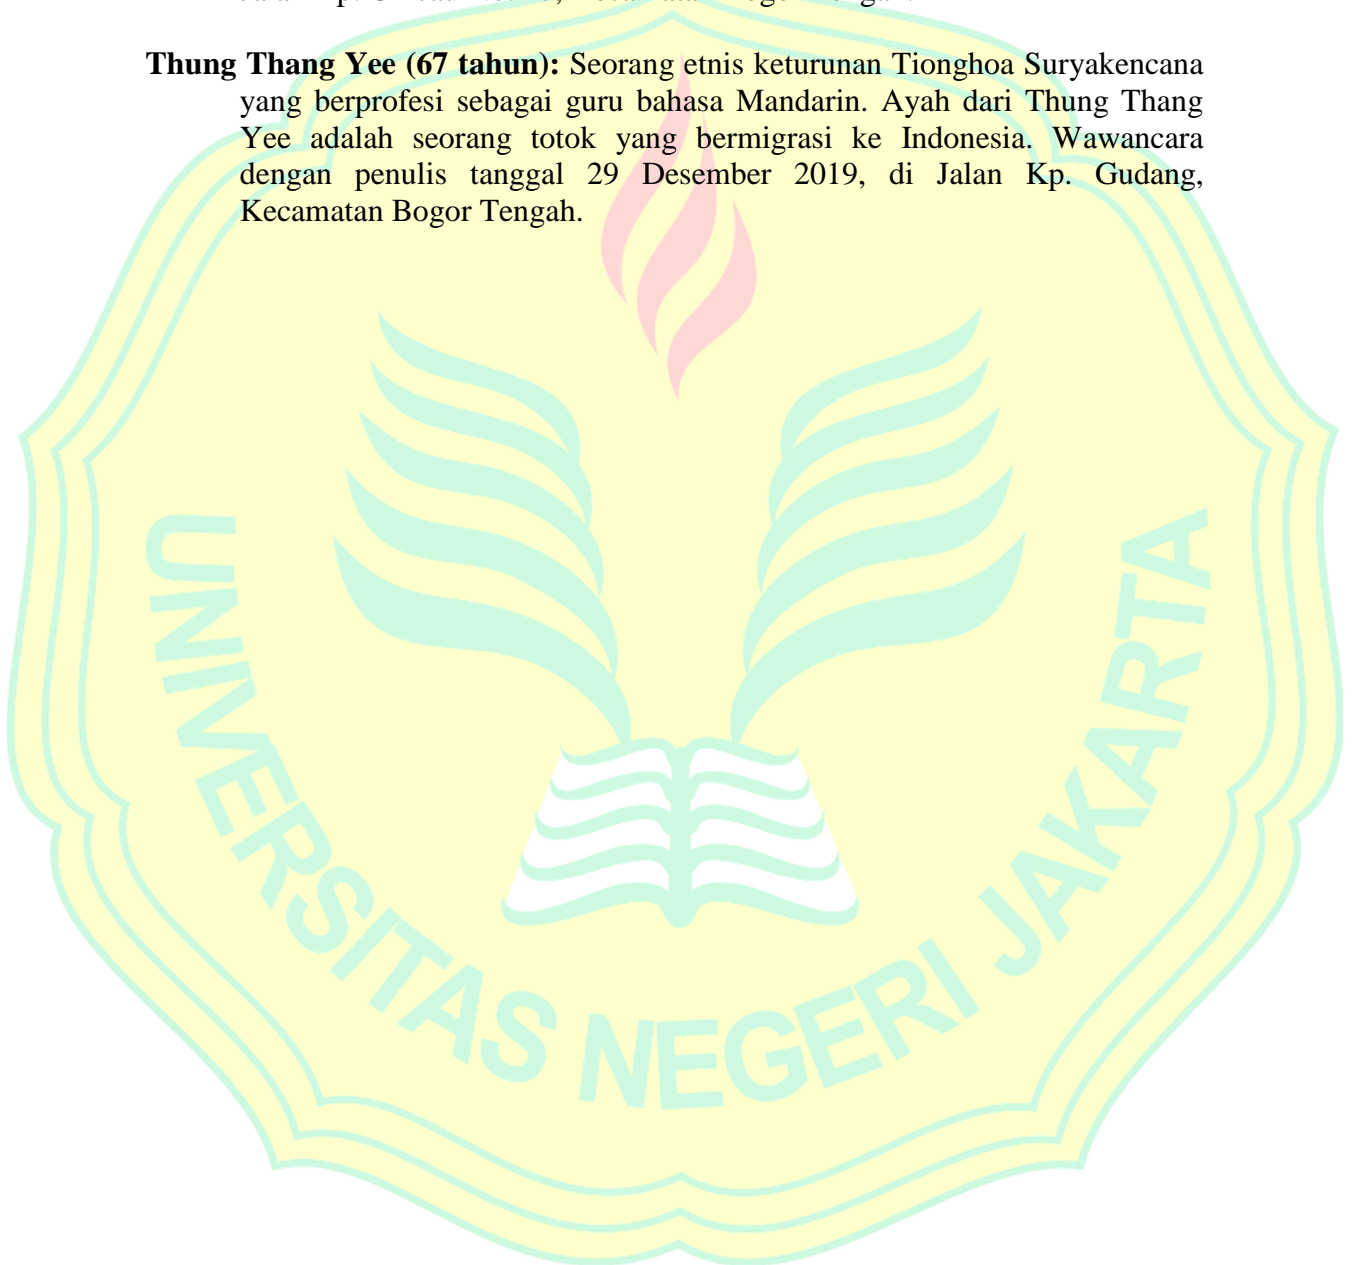 Thung Thang Yee (67 tahun): Seorang etnis keturunan Tionghoa Suryakencana
yang berprofesi sebagai guru bahasa Mandarin. Ayah dari Thung Thang
Yee adalah seorang totok yang bermigrasi ke Indonesia. Wawancara
dengan penulis tanggal 29 Desember 2019, di Jalan Kp. Gudang,
Kecamatan Bogor Tengah.
UNIVERSITAS NEGERI JAKARTA